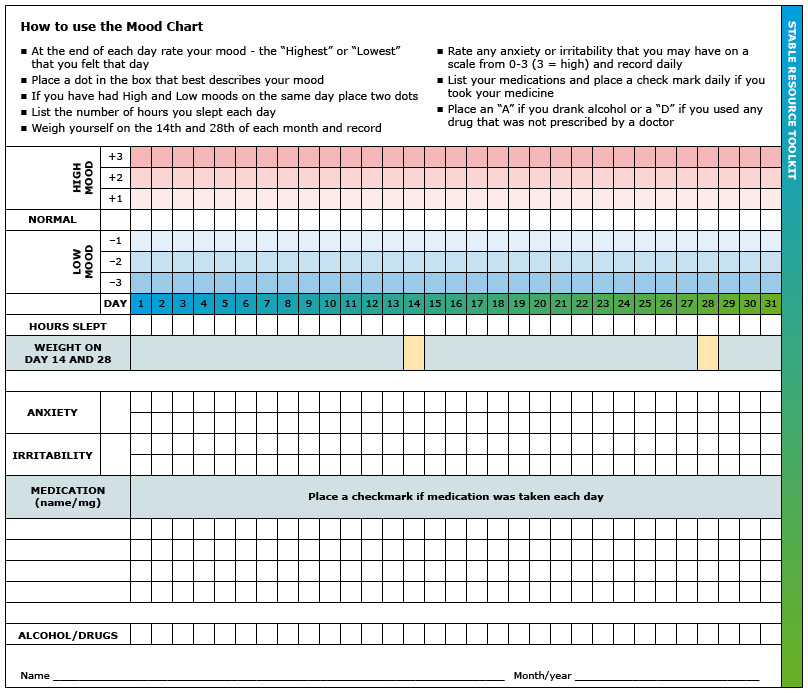 How to use the Mood Chart
▪ At the end of each day rate your mood - the “Highest” or “Lowest”
that you felt that day
▪ Place a dot in the box that best describes your mood
▪ If you have had High and Low moods on the same day place two dots
▪ List the number of hours you slept each day
▪ Weigh yourself on the 14th and 28th of each month and record
▪ Rate any anxiety or irritability that you may have on a
scale from 0-3 (3 = high) and record daily
▪ List your medications and place a check mark daily if you
took your medicine
▪ Place an “A” if you drank alcohol or a “D” if you used any
drug that was not prescribed by a doctor
STABLE RESOURCE TOOLKIT
HIGH
MOOD
+3
+2
+1
NORMAL
LOW
MOOD
−1
−2
−3
DAY 1 2 3 4 5 6 7 8 9 10 11 12 13 14 15 16 17 18 19 20 21 22 23 24 25 26 27 28 29 30 31
HOURS SLEPT
WEIGHT ON
DAY 14 AND 28
ANXIETY
IRRITABILITY
MEDICATION
(name/mg)
Place a checkmark if medication was taken each day
ALCOHOL/DRUGS
Name ______________________ Month/year ______________________